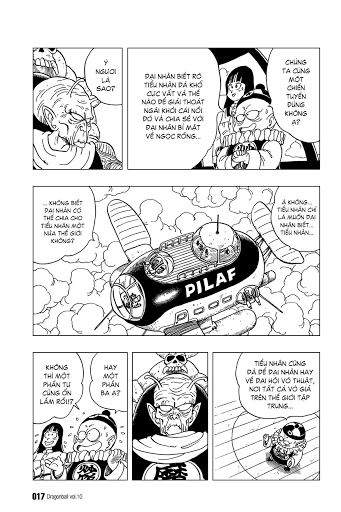 CHÚNG
TA CÙNG
MỘT
CHIẾN
TUYẾN
ĐÚNG
KHÔNG
Ạ?
ĐẠI NHÂN BIẾT RÕ
TIỂU NHÂN ĐÃ KHỔ
CỰC VẤT VẢ THẾ
NÀO ĐỂ GIẢI THOÁT
NGÀI KHỎI CÁI NỒI
ĐÓ VÀ CHIA SẺ VỚI
ĐẠI NHÂN BÍ MẬT
VỀ NGỌC RỒNG...
Ý
NGƯƠI
LÀ
SAO?
À KHÔNG...
TIỂU NHÂN CHỈ
LÀ MUỐN ĐẠI
NHÂN BIẾT...
TIỂU NHÂN...
... KHÔNG BIẾT
ĐẠI NHÂN CÓ
THỂ CHIA CHO
TIỂU NHÂN MỘT
NỬA THẾ GIỚI
KHÔNG?
PILAF
TIỂU NHÂN CŨNG
ĐÃ ĐỂ ĐẠI NHÂN HAY
VỀ ĐẠI HỘI VÕ THUẬT,
NƠI TẤT CẢ VÕ GIẢ
TRÊN THẾ GIỚI TẬP
TRUNG...
HAY
MỘT
PHẦN
BA Ạ?
KHÔNG
THÌ MỘT
PHẦN TƯ
CŨNG ỔN
LẮM RỒI!?
017 Dragonball vol.10